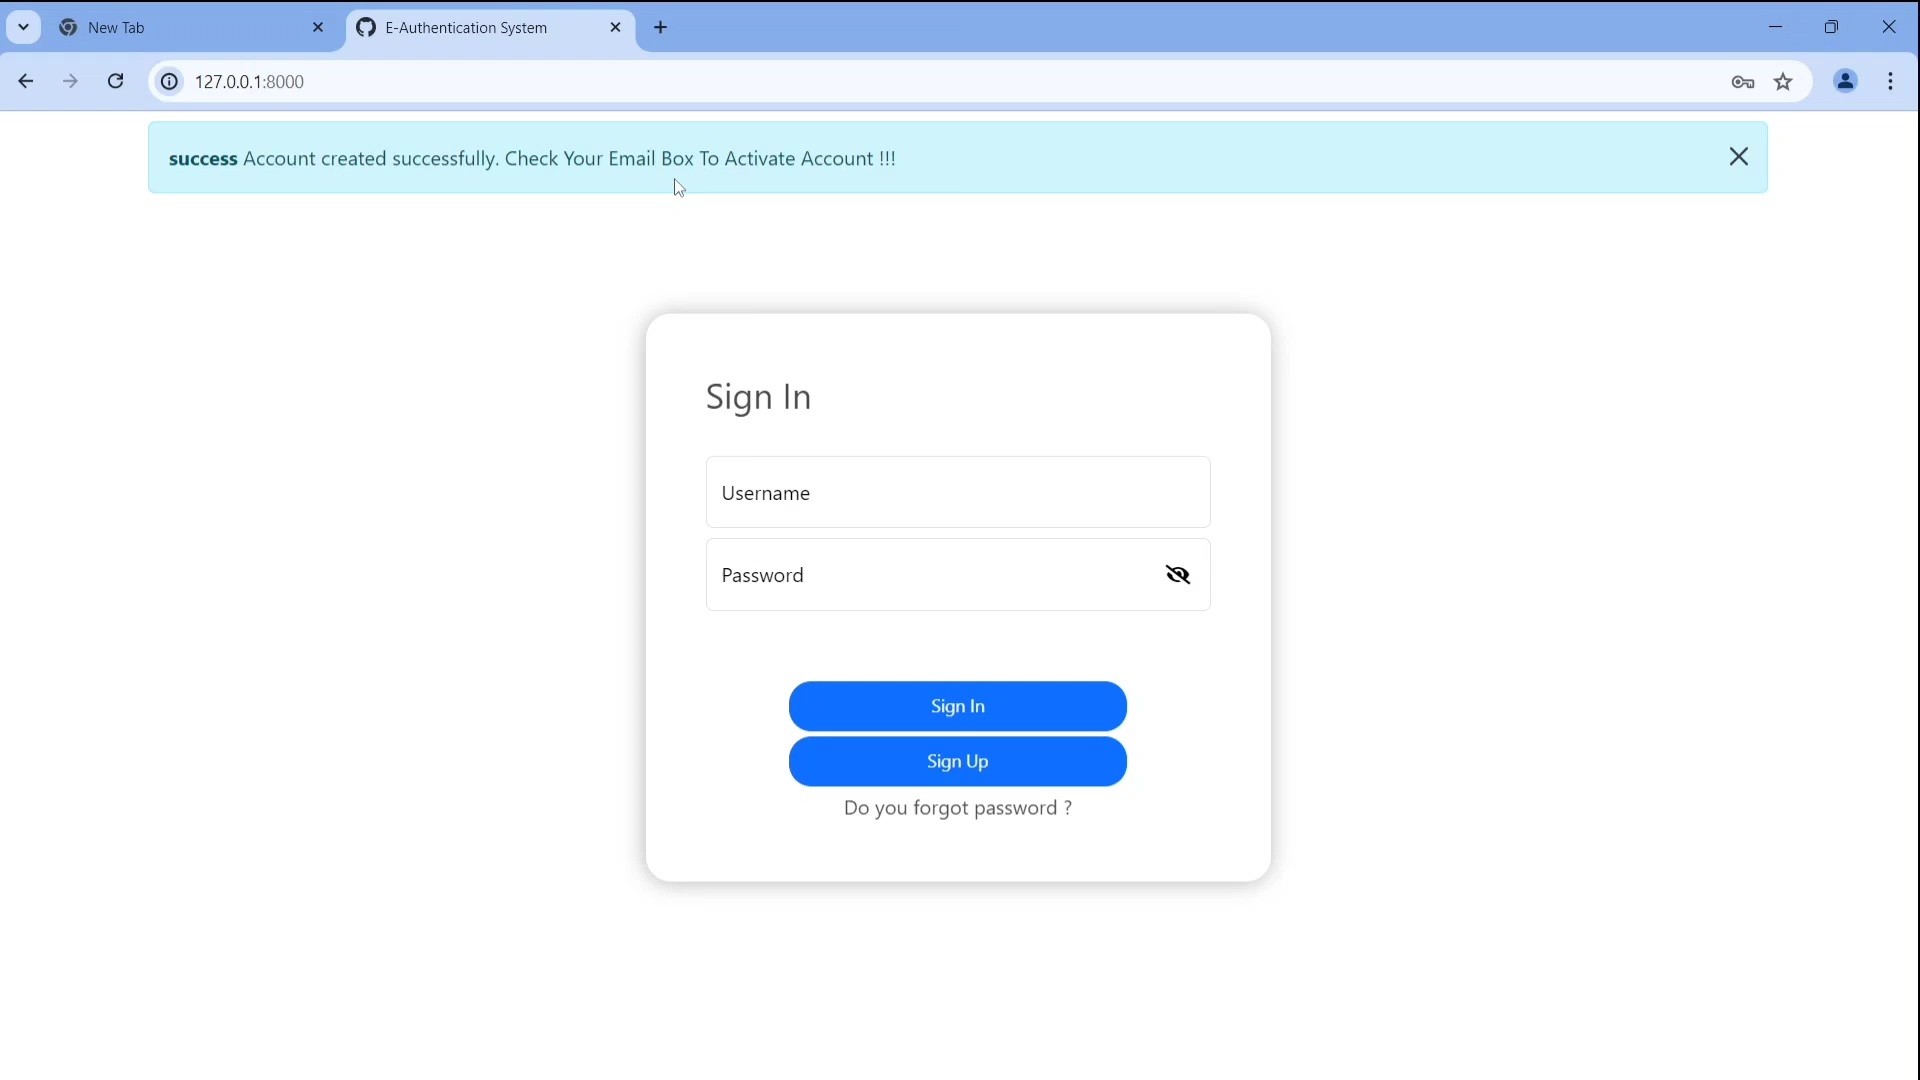 New Tab
E-Authentication System
127.0.0.1:8000
success Account created successfully. Check Your Email Box To Activate Account !!!
Sign In
Username
Password
Sign In
Sign Up
Do you forgot password ?